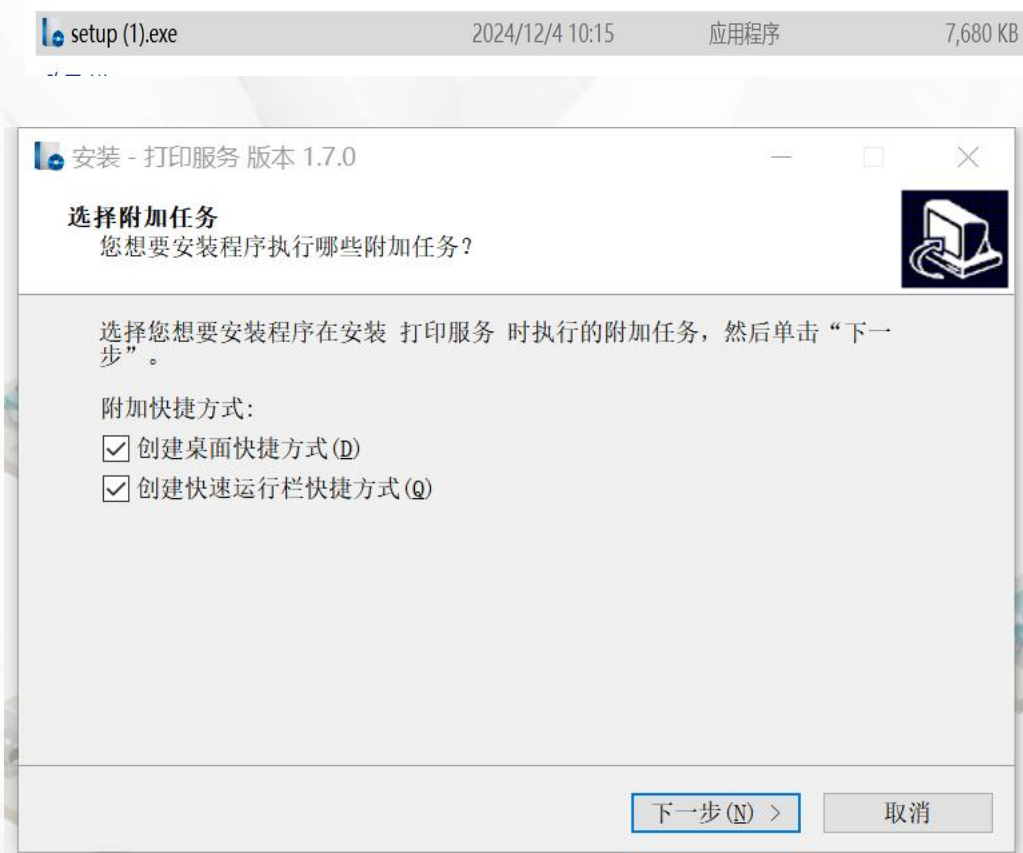 setup (1).exe 2024/12/4 10:15 应用程序 7,680 KB
安装 - 打印服务 版本 1.7.0
选择附加任务
您想要安装程序执行哪些附加任务？
选择您想要安装程序在安装 打印服务 时执行的附加任务，然后单击“下一
步”。
附加快捷方式：
创建桌面快捷方式(D)
创建快速运行栏快捷方式(Q)
下一步(N) > 取消